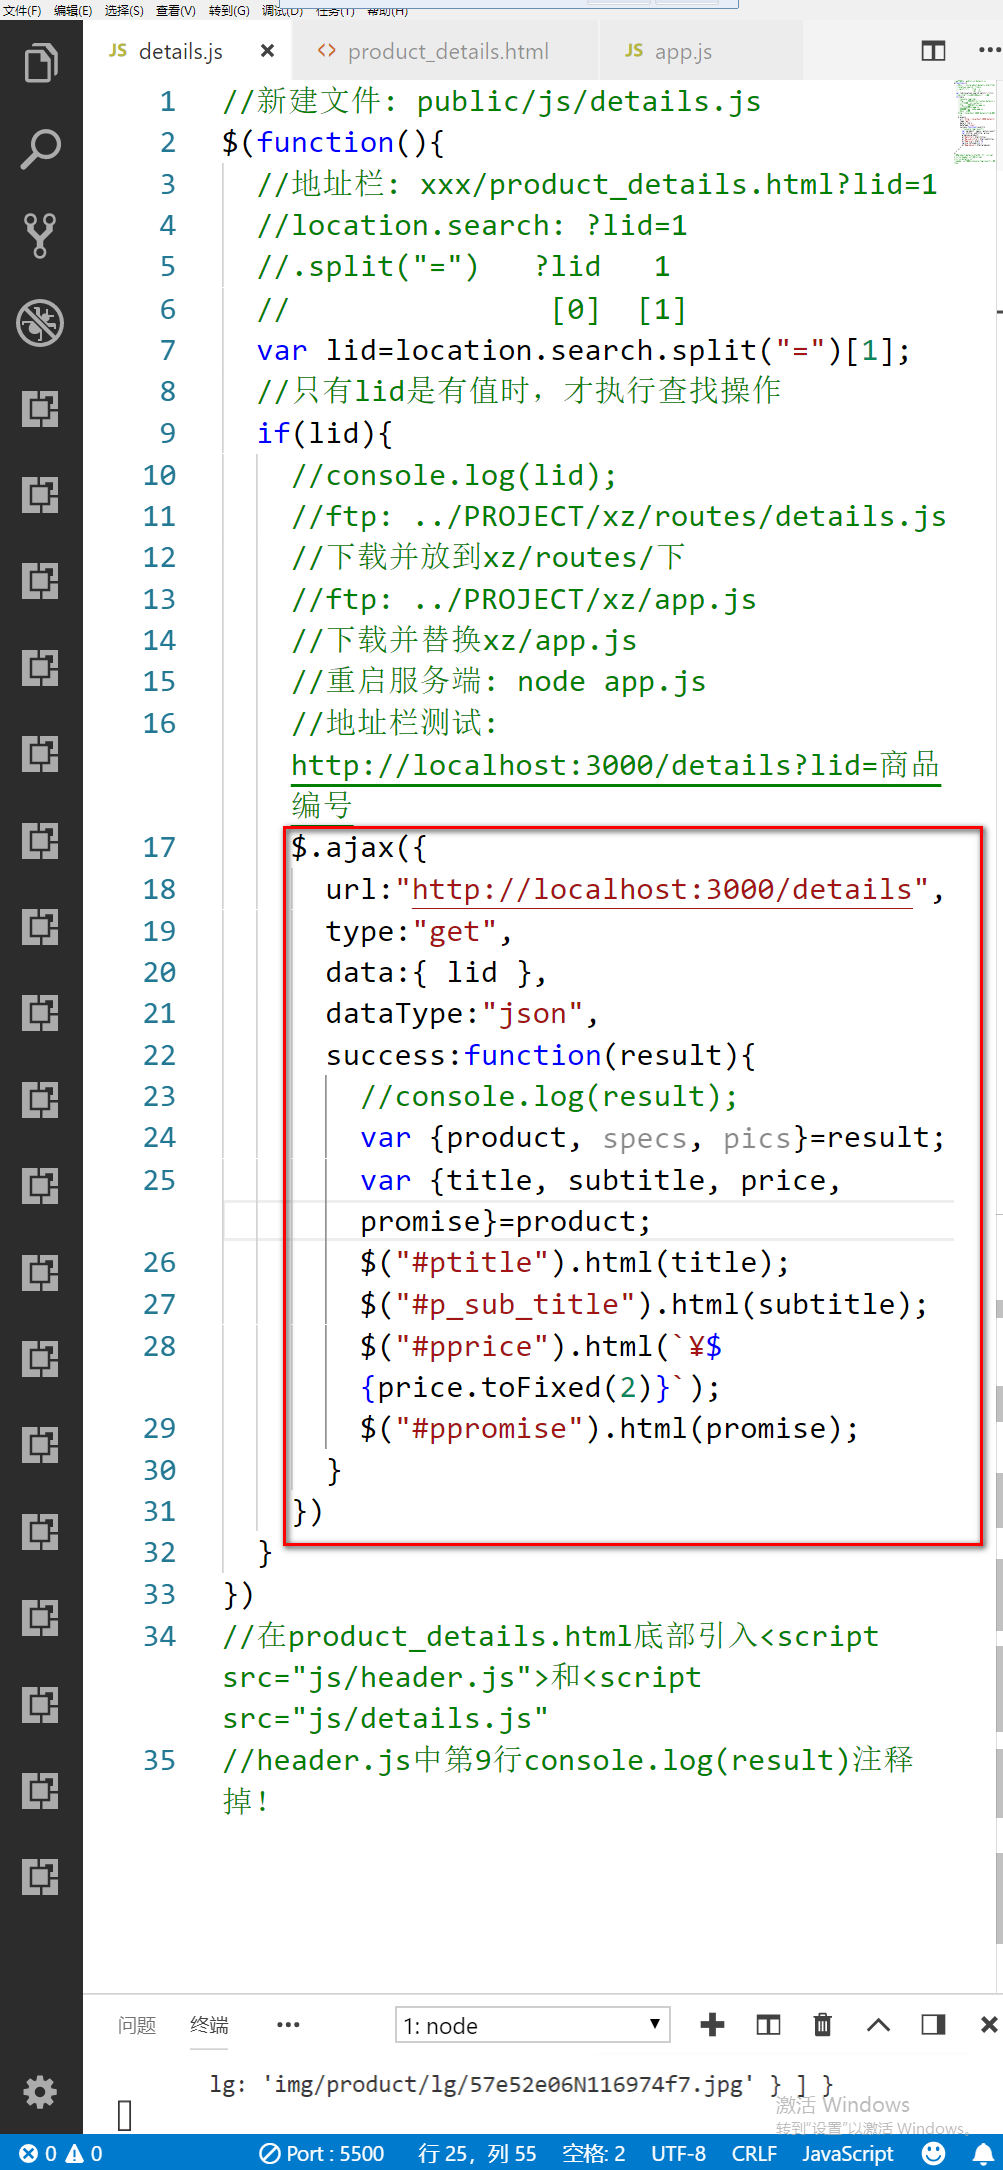 文件(F) 编辑(E) 选择(S) 查看(V) 转到(G) 调试(D) 任务(T) 帮助(H)
JS details.js × <> product_details.html JS app.js
1 //新建文件: public/js/details.js
2 $(function(){
3 //地址栏: xxx/product_details.html?lid=1
4 //location.search: ?lid=1
5 //.split("=") ?lid 1
6 // [0] [1]
7 var lid=location.search.split("=")[1];
8 //只有lid是有值时，才执行查找操作
9 if(lid){
10 //console.log(lid);
11 //ftp: ../PROJECT/xz/routes/details.js
12 //下载并放到xz/routes/下
13 //ftp: ../PROJECT/xz/app.js
14 //下载并替换xz/app.js
15 //重启服务端: node app.js
16 //地址栏测试:
http://localhost:3000/details?lid=商品
编号
17 $.ajax({
18 url:"http://localhost:3000/details",
19 type:"get",
20 data:{ lid },
21 dataType:"json",
22 success:function(result){
23 //console.log(result);
24 var {product, specs, pics}=result;
25 var {title, subtitle, price,
promise}=product;
26 $("#ptitle").html(title);
27 $("#p_sub_title").html(subtitle);
28 $("#pprice").html(`¥$
{price.toFixed(2)}`);
29 $("#ppromise").html(promise);
30 }
31 })
32 }
33 })
34 //在product_details.html底部引入<script
src="js/header.js">和<script
src="js/details.js"
35 //header.js中第9行console.log(result)注释
掉!
问题 终端 ••• 1: node
lg: 'img/product/lg/57e52e06N116974f7.jpg' } ] }
激活 Windows
转到“设置”以激活 Windows。
0 0 Port : 5500 行 25，列 55 空格: 2 UTF-8 CRLF JavaScript